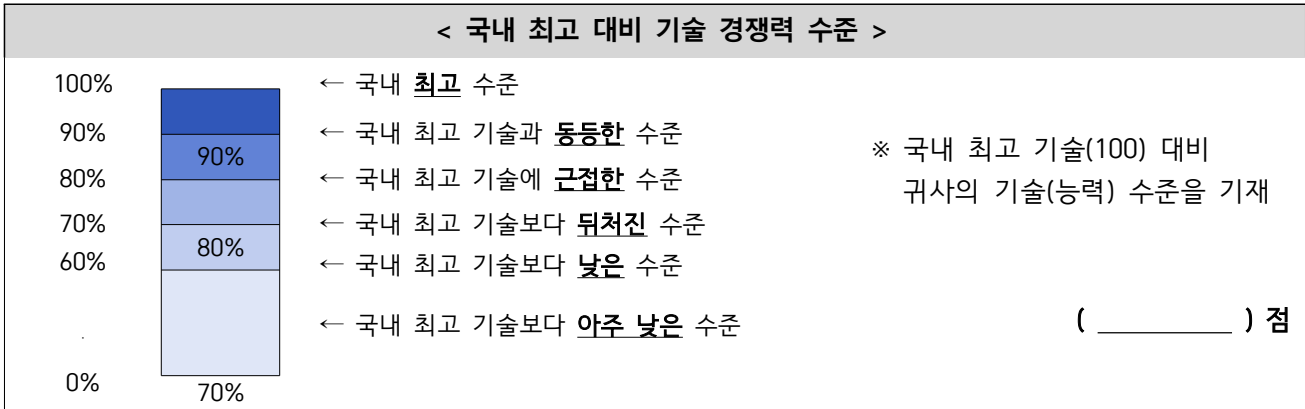 < 국내 최고 대비 기술 경쟁력 수준 >
100%
← 국내 최고 수준
90%
← 국내 최고 기술과 동등한 수준
90%
80%
← 국내 최고 기술에 근접한 수준
70%
← 국내 최고 기술보다 뒤처진 수준
80%
60%
← 국내 최고 기술보다 낮은 수준
← 국내 최고 기술보다 아주 낮은 수준
0%
70%
※ 국내 최고 기술(100) 대비
귀사의 기술(능력) 수준을 기재
( __________ ) 점